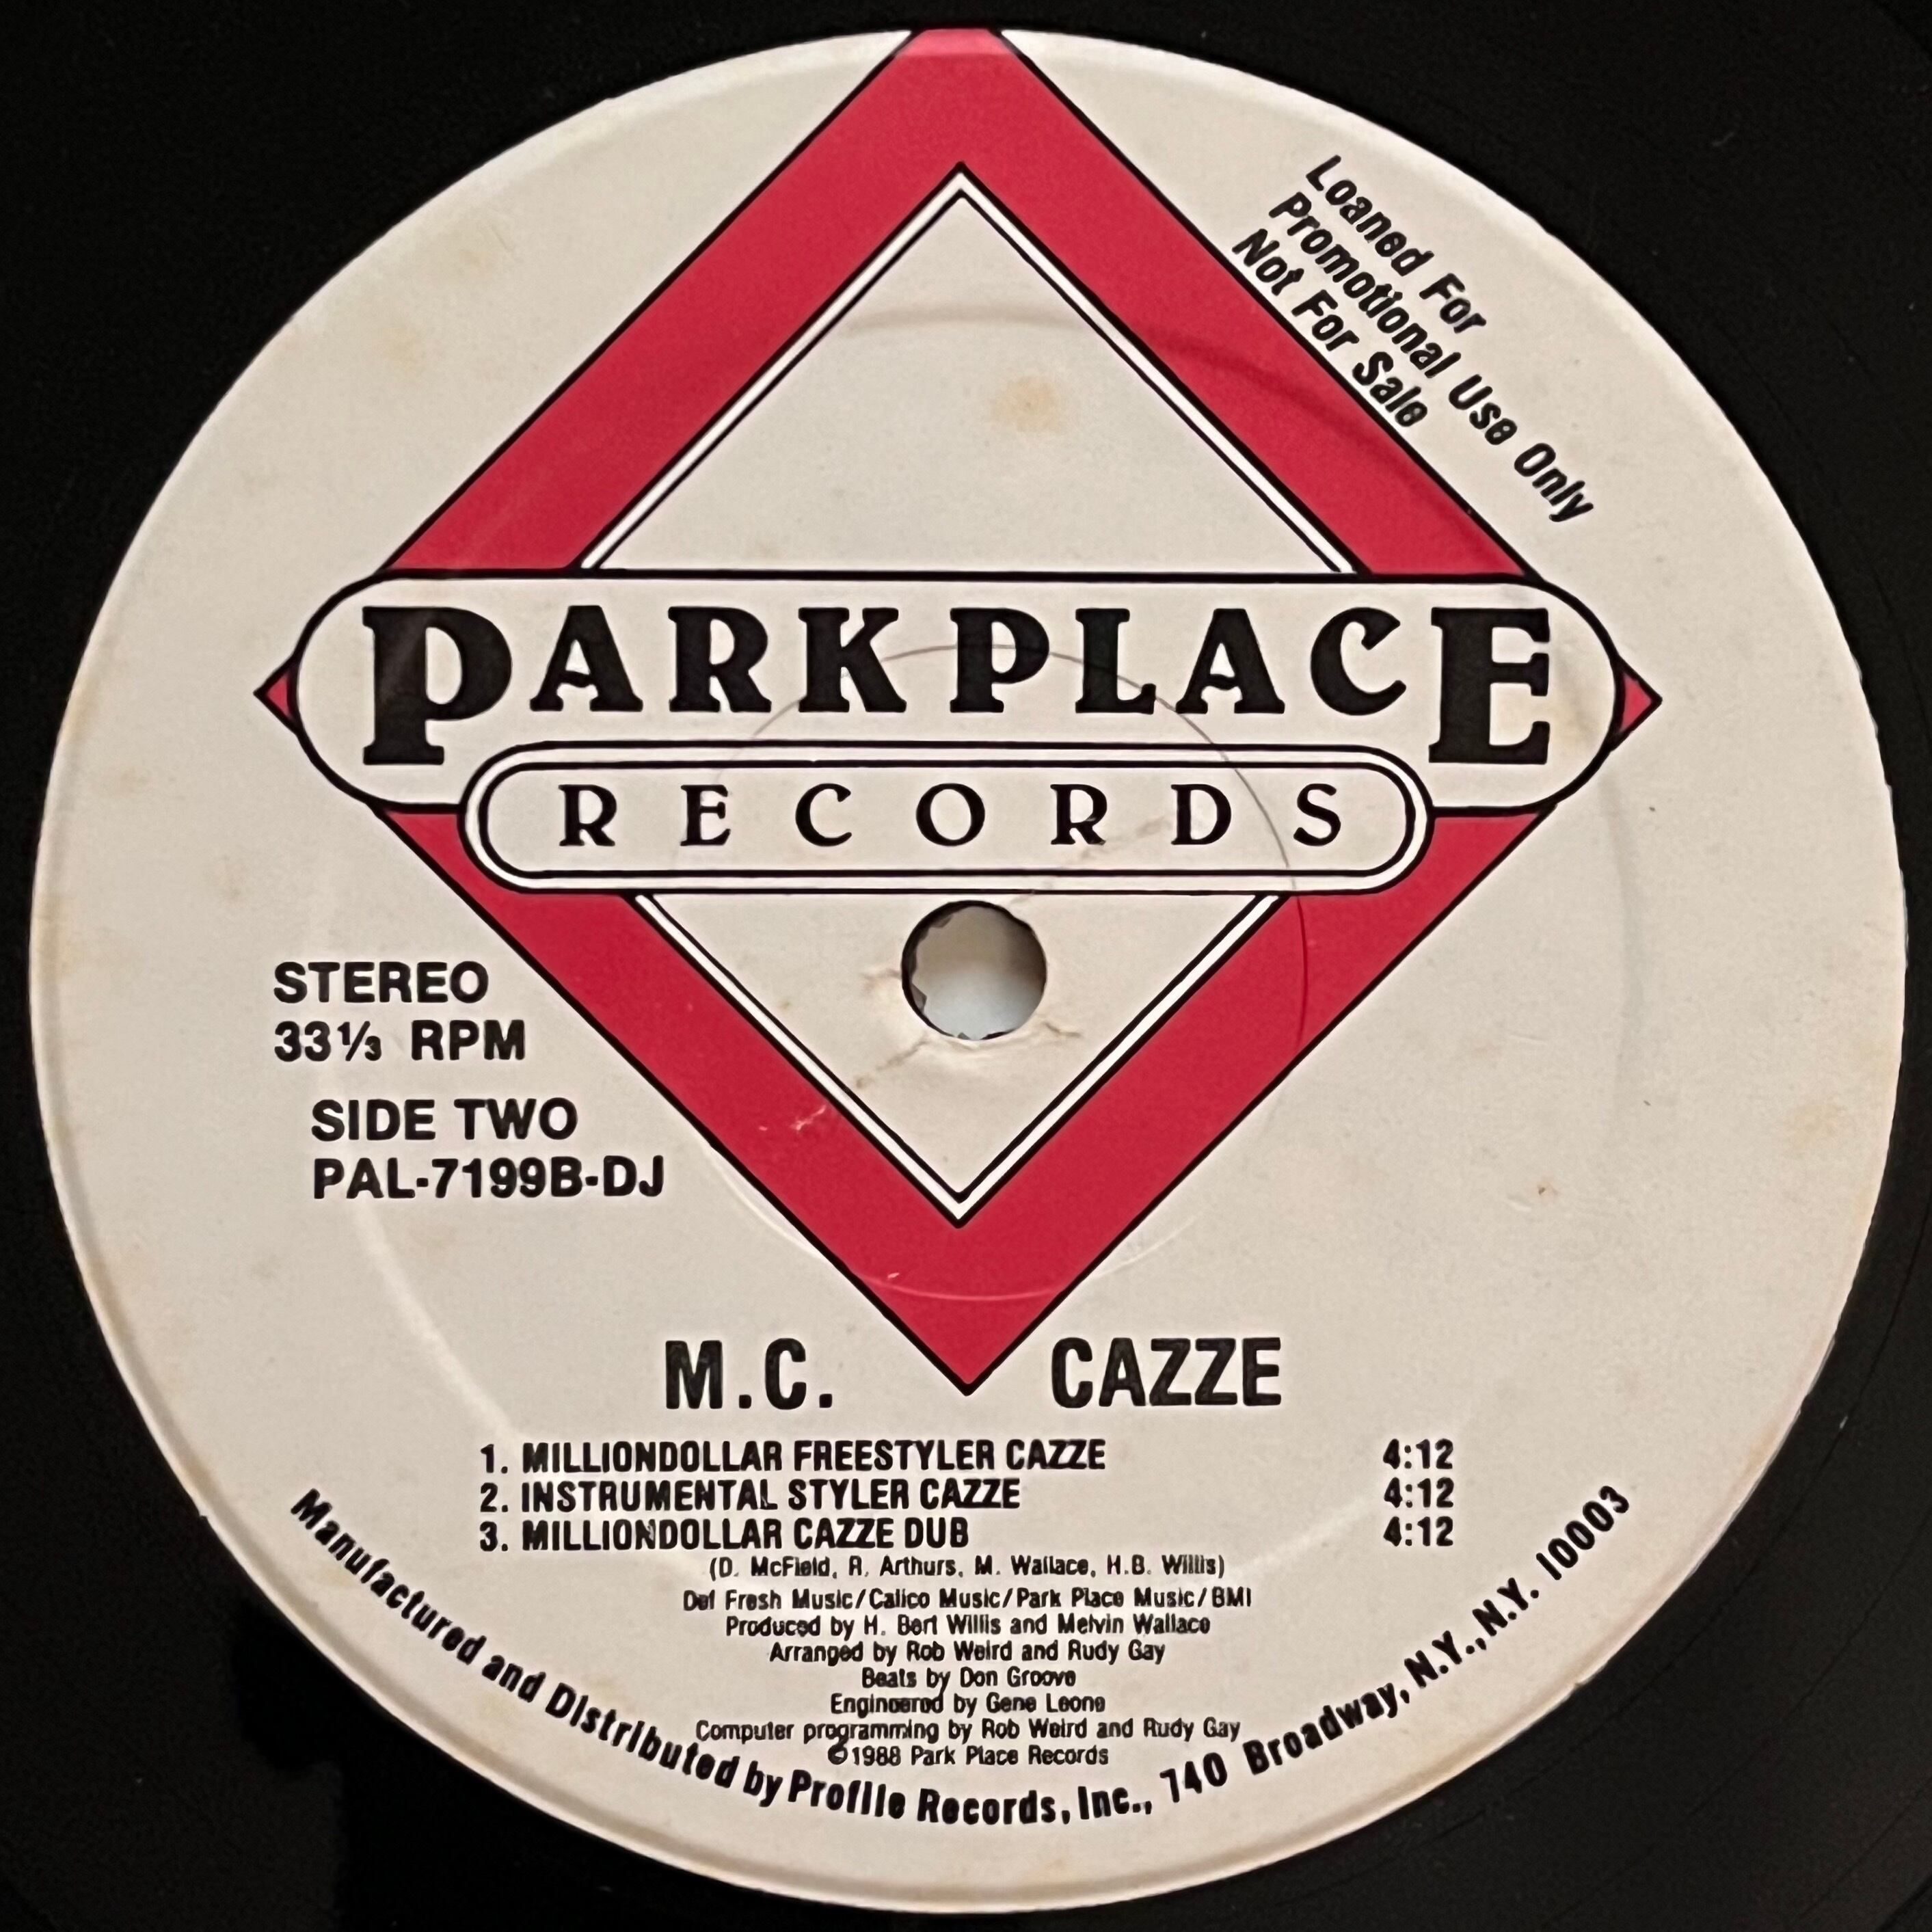 Loaned For
Promotional Use Only
Not For Sale
PARK PLACE
RECORDS
STEREO
33⅓ RPM
SIDE TWO
PAL-7199B-DJ
M.C. CAZZE
1. MILLIONDOLLAR FREESTYLER CAZZE 4:12
2. INSTRUMENTAL STYLER CAZZE 4:12
3. MILLIONDOLLAR CAZZE DUB 4:12
(D. McField, R. Arthurs, M. Wallace, H.B. Willis)
Def Fresh Music/Calico Music/Park Place Music/BMI
Produced by H. Bert Willis and Melvin Wallace
Arranged by Rob Weird and Rudy Gay
Beats by Don Groove
Engineered by Gene Leone
Computer programming by Rob Weird and Rudy Gay
©1988 Park Place Records
Manufactured and Distributed by Profile Records, Inc., 740 Broadway, N.Y., N.Y. 10003